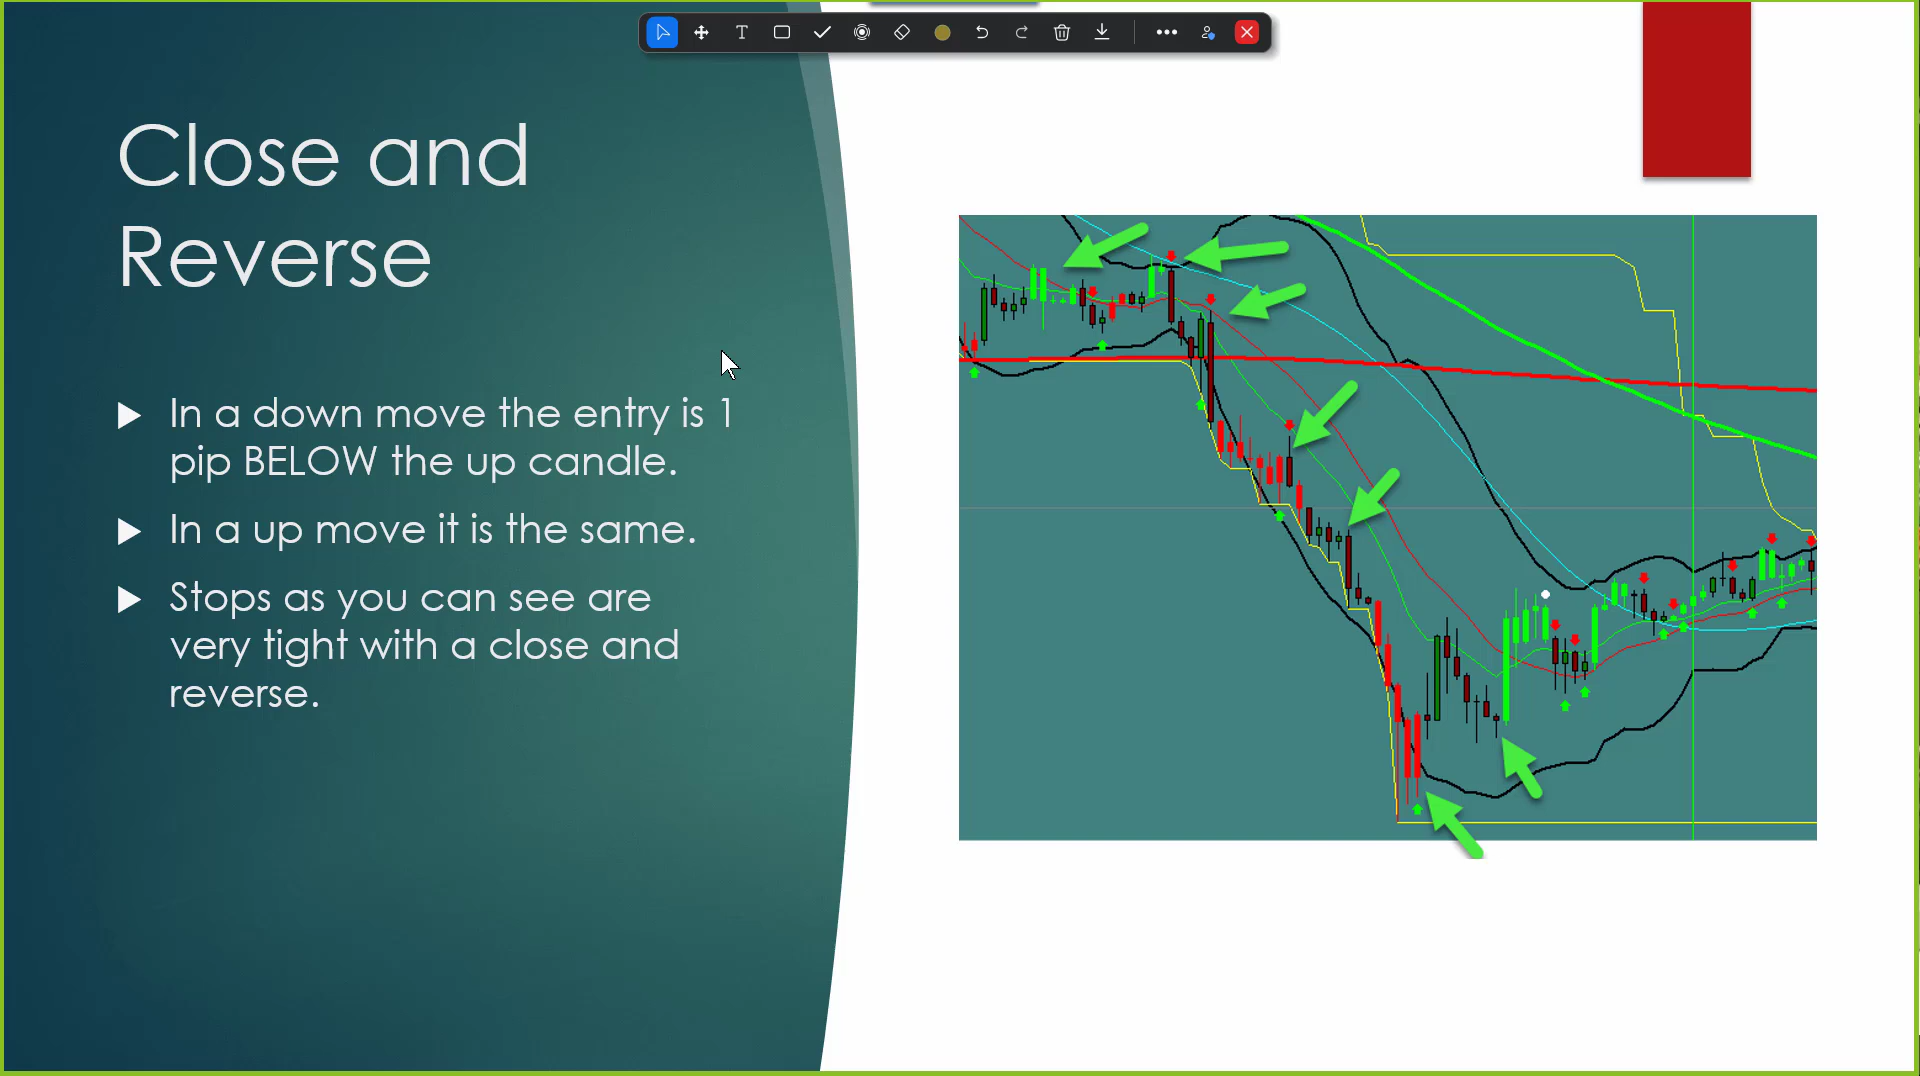 Close and
Reverse
In a down move the entry is 1
pip BELOW the up candle.
In a up move it is the same.
Stops as you can see are
very tight with a close and
reverse.